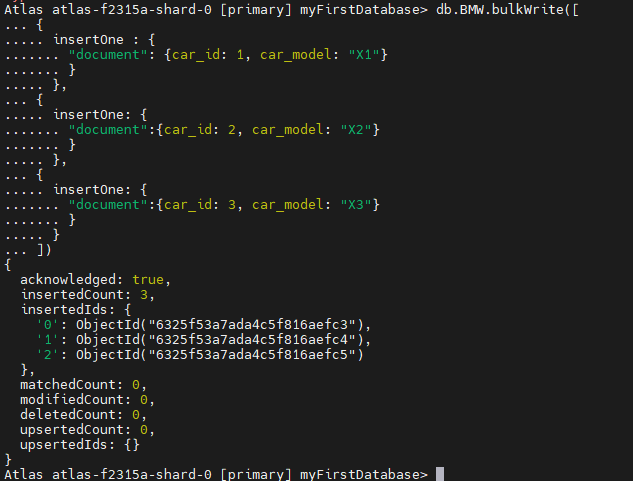 Atlas atlas-f2315a-shard-0 [primary] myFirstDatabase> db.BMW.bulkWrite([
... {
..... insertOne : {
....... "document": {car_id: 1, car_model: "X1"}
....... }
..... },
... {
..... insertOne: {
....... "document":{car_id: 2, car_model: "X2"}
....... }
..... },
... {
..... insertOne: {
....... "document":{car_id: 3, car_model: "X3"}
....... }
..... }
... ])
{
  acknowledged: true,
  insertedCount: 3,
  insertedIds: {
    '0': ObjectId("6325f53a7ada4c5f816aefc3"),
    '1': ObjectId("6325f53a7ada4c5f816aefc4"),
    '2': ObjectId("6325f53a7ada4c5f816aefc5")
  },
  matchedCount: 0,
  modifiedCount: 0,
  deletedCount: 0,
  upsertedCount: 0,
  upsertedIds: {}
}
Atlas atlas-f2315a-shard-0 [primary] myFirstDatabase>